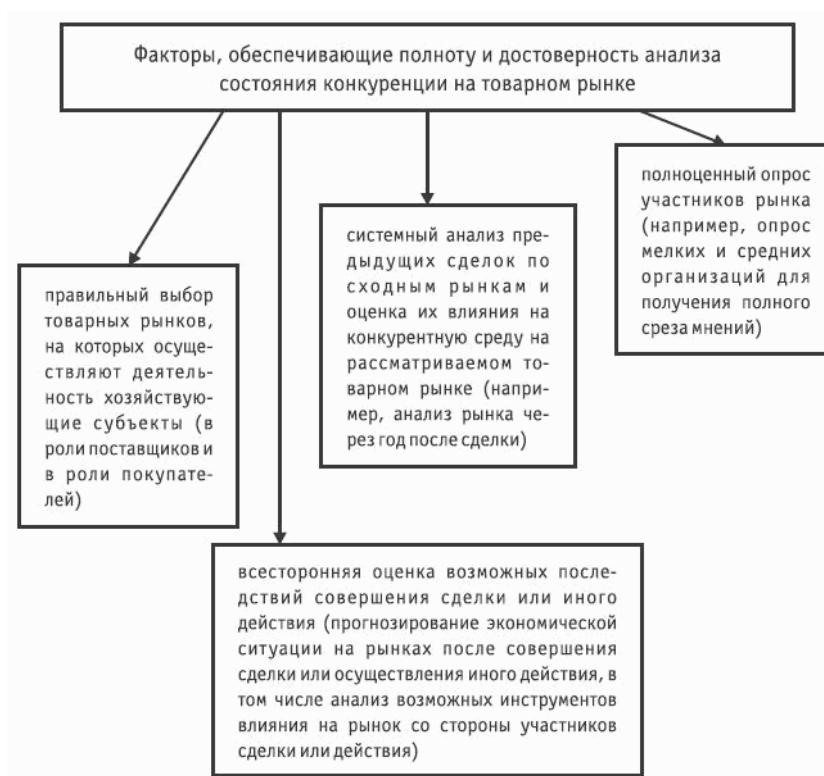 Факторы, обеспечивающие полноту и достоверность анализа
состояния конкуренции на товарном рынке
правильный выбор
товарных рынков,
на которых осуще-
ствляют деятель-
ность хозяйствую-
щие субъекты (в
роли поставщиков и
в роли покупате-
лей)
системный анализ пре-
дыдущих сделок по
сходным рынкам и
оценка их влияния на
конкурентную среду на
рассматриваемом то-
варном рынке (напри-
мер, анализ рынка че-
рез год после сделки)
полноценный опрос
участников рынка
(например, опрос
мелких и средних
организаций для
получения полного
среза мнений)
всесторонняя оценка возможных послед-
ствий совершения сделки или иного
действия (прогнозирование экономической
ситуации на рынках после совершения
сделки или осуществления иного действия, в
том числе анализ возможных инструментов
влияния на рынок со стороны участников
сделки или действия)